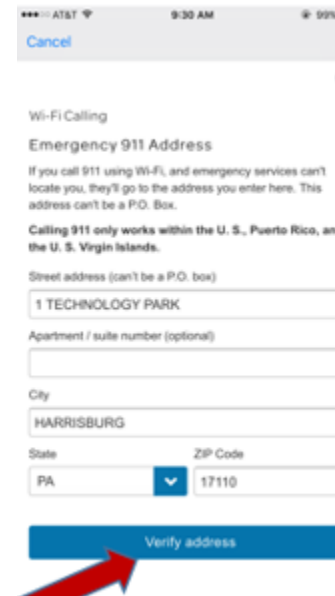 AT&T 9:30 AM 99%
Cancel
Wi-Fi Calling
Emergency 911 Address
If you call 911 using Wi-Fi, and emergency services can't
locate you, they'll go to the address you enter here. This
address can't be a P.O. Box.
Calling 911 only works within the U. S., Puerto Rico, an
the U. S. Virgin Islands.
Street address (can't be a P.O. box)
1 TECHNOLOGY PARK
Apartment / suite number (optional)
City
HARRISBURG
State ZIP Code
PA 17110
Verify address